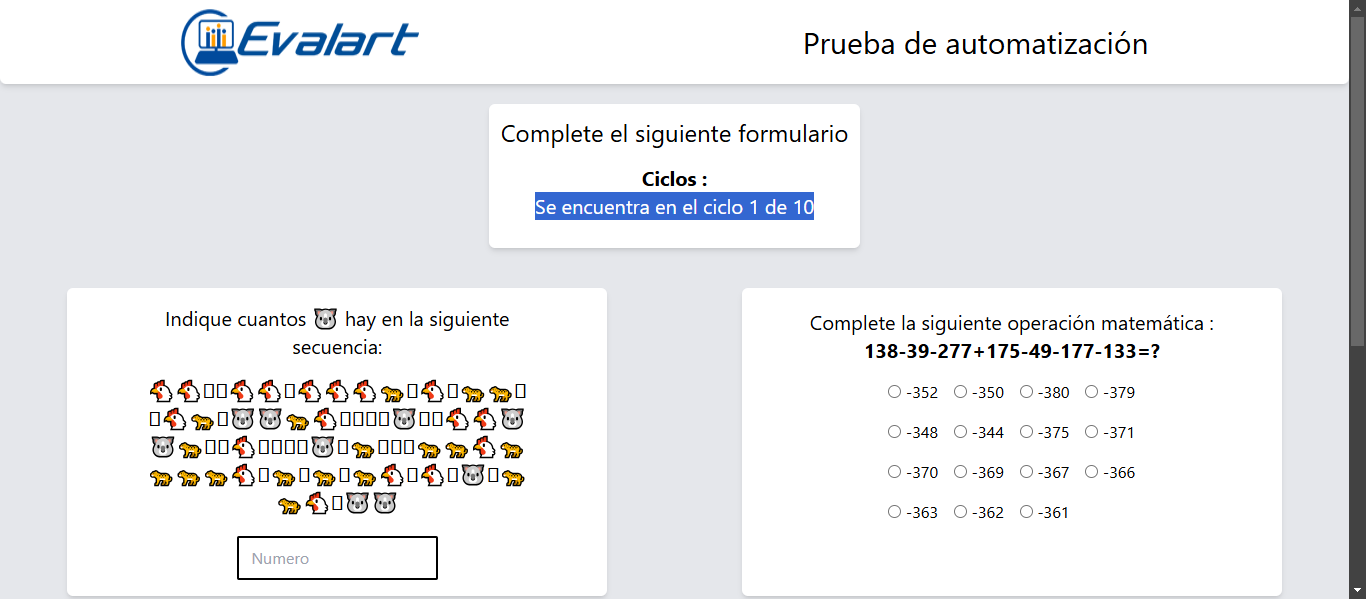 Evalart
Prueba de automatización
Complete el siguiente formulario
Ciclos :
Se encuentra en el ciclo 1 de 10
Indique cuantos 🐨 hay en la siguiente
secuencia:
Numero
Complete la siguiente operación matemática :
138-39-277+175-49-177-133=?
-352 -350 -380 -379
-348 -344 -375 -371
-370 -369 -367 -366
-363 -362 -361